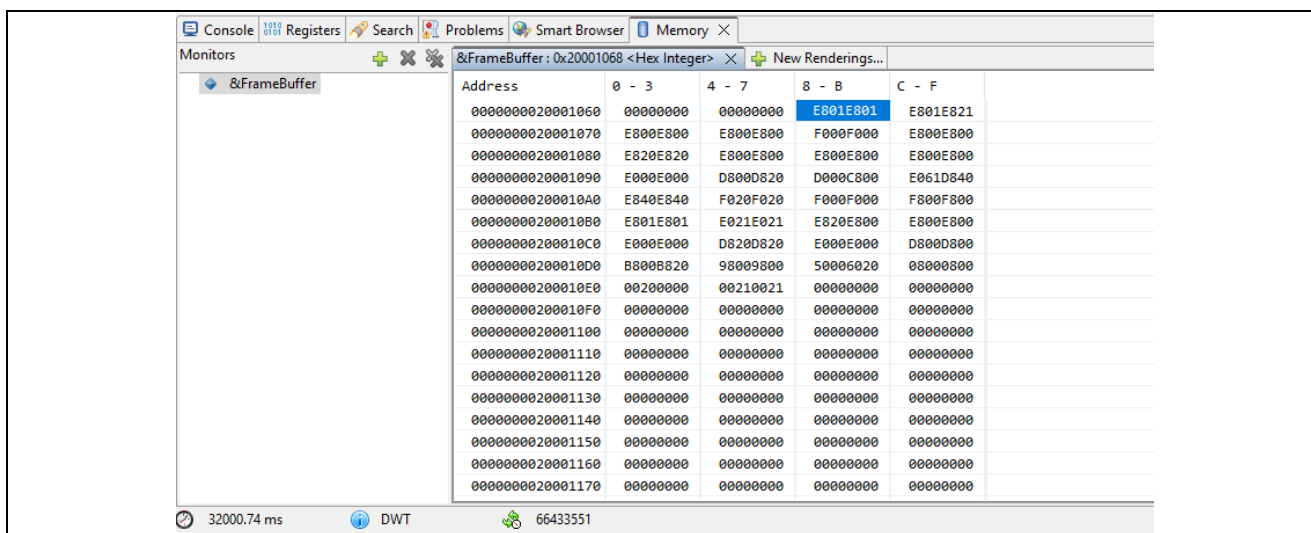 Console Registers Search Problems Smart Browser Memory
Monitors &FrameBuffer : 0x20001068 <Hex Integer> New Renderings...
&FrameBuffer
Address 0 - 3 4 - 7 8 - B C - F
0000000020001060 00000000 00000000 E801E801 E801E821
0000000020001070 E800E800 E800E800 F000F000 E800E800
0000000020001080 E820E820 E800E800 E800E800 E800E800
0000000020001090 E000E000 D800D820 D000C800 E061D840
00000000200010A0 E840E840 F020F020 F000F000 F800F800
00000000200010B0 E801E801 E021E021 E820E800 E800E800
00000000200010C0 E000E000 D820D820 E000E000 D800D800
00000000200010D0 B800B820 98009800 50006020 08000800
00000000200010E0 00200000 00210021 00000000 00000000
00000000200010F0 00000000 00000000 00000000 00000000
0000000020001100 00000000 00000000 00000000 00000000
0000000020001110 00000000 00000000 00000000 00000000
0000000020001120 00000000 00000000 00000000 00000000
0000000020001130 00000000 00000000 00000000 00000000
0000000020001140 00000000 00000000 00000000 00000000
0000000020001150 00000000 00000000 00000000 00000000
0000000020001160 00000000 00000000 00000000 00000000
0000000020001170 00000000 00000000 00000000 00000000
32000.74 ms DWT 66433551